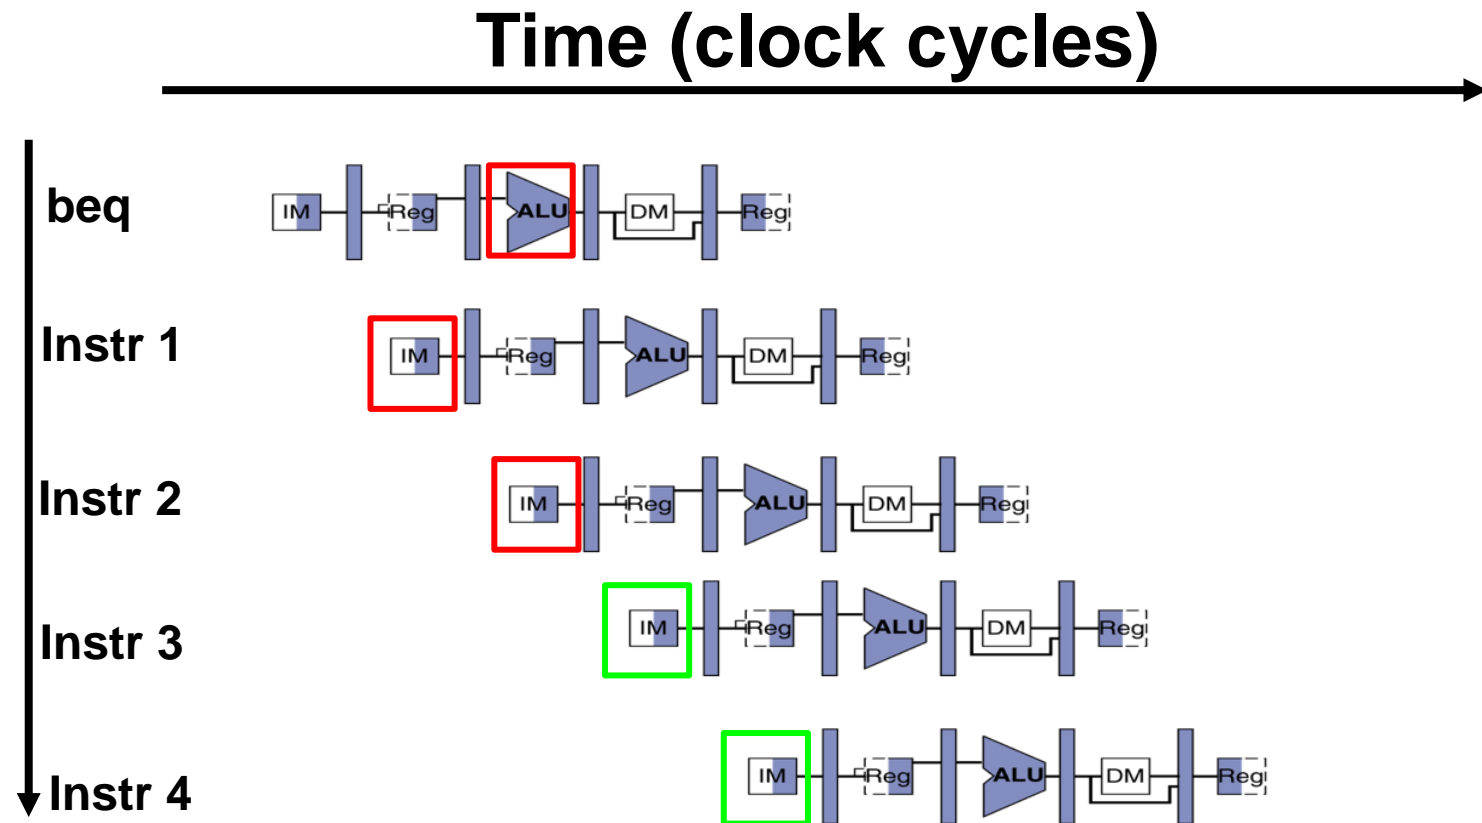 Time (clock cycles)
beq
IM Reg ALU DM Reg
Instr 1
IM Reg ALU DM Reg
Instr 2
IM Reg ALU DM Reg
Instr 3
IM Reg ALU DM Reg
Instr 4
IM Reg ALU DM Reg